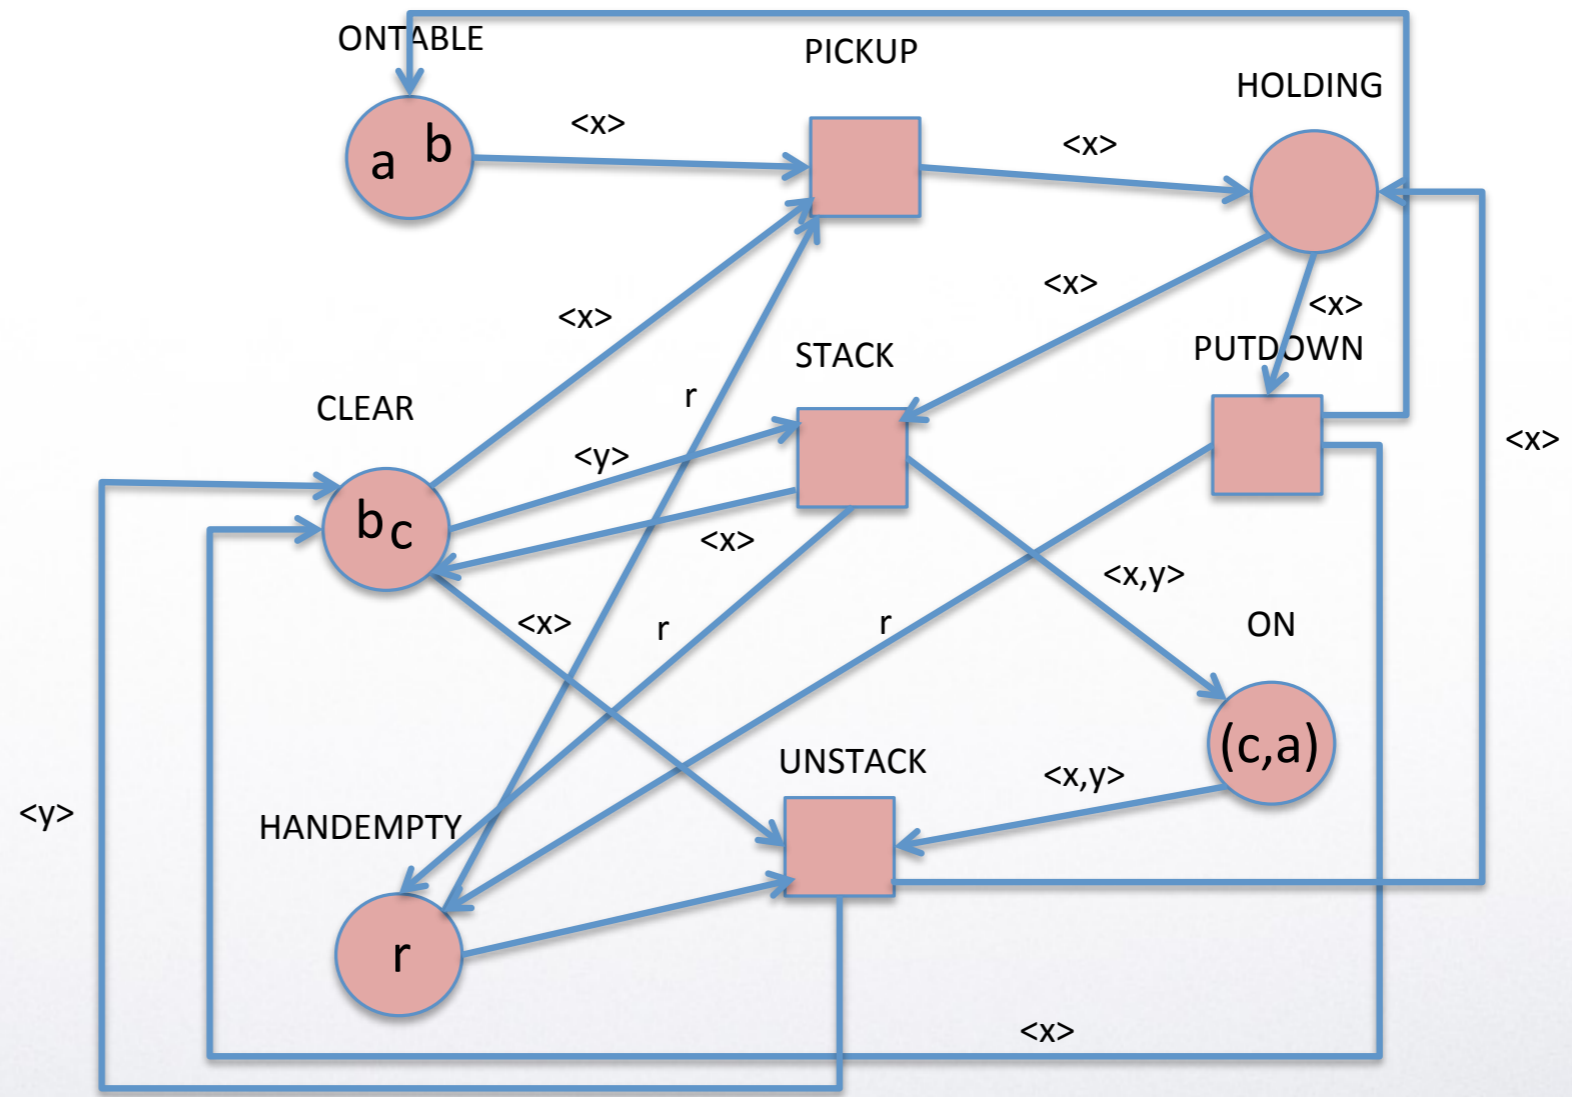 ONTABLE
PICKUP
HOLDING
a b
<x>
<x>
<x>
<x>
<x>
STACK
PUTDOWN
r
CLEAR
<y>
<x>
b c
<x>
<x,y>
<x>
r
r
ON
(c,a)
UNSTACK
<x,y>
<y>
HANDEMPTY
r
<x>